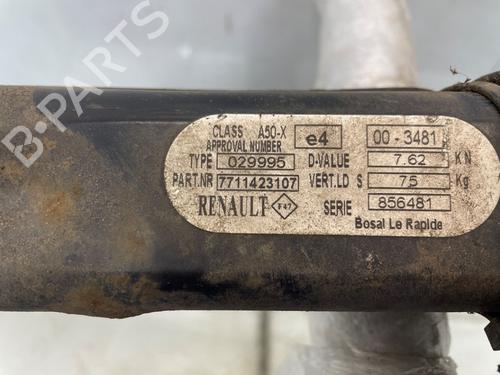 CLASS A50-X e4 00 - 3481
APPROVAL NUMBER
TYPE 029995 D-VALUE 7.62 KN
PART.NR 7711423107 VERT.LD S 75 Kg
RENAULT F47 SERIE 856481
Bosal Le Rapide
B-PARTS